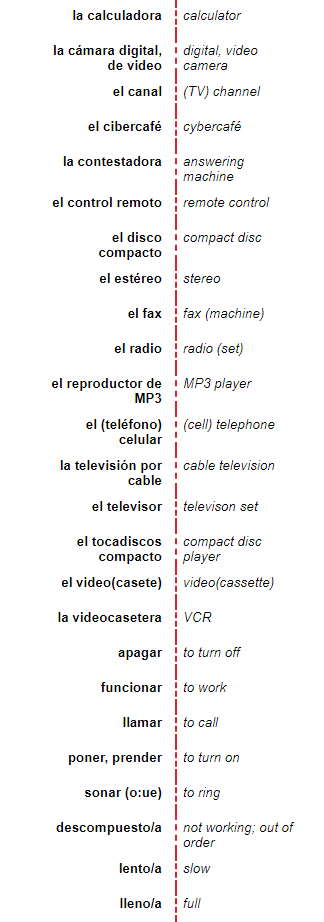 la calculadora calculator
la cámara digital, digital, video
de video camera
el canal (TV) channel
el cibercafé cybercafé
la contestadora answering
machine
el control remoto remote control
el disco compact disc
compacto
el estéreo stereo
el fax fax (machine)
el radio radio (set)
el reproductor de MP3 player
MP3
el (teléfono) (cell) telephone
celular
la televisión por cable television
cable
el televisor televison set
el tocadiscos compact disc
compacto player
el video(casete) video(cassette)
la videocasetera VCR
apagar to turn off
funcionar to work
llamar to call
poner, prender to turn on
sonar (o:ue) to ring
descompuesto/a not working; out of
order
lento/a slow
lleno/a full